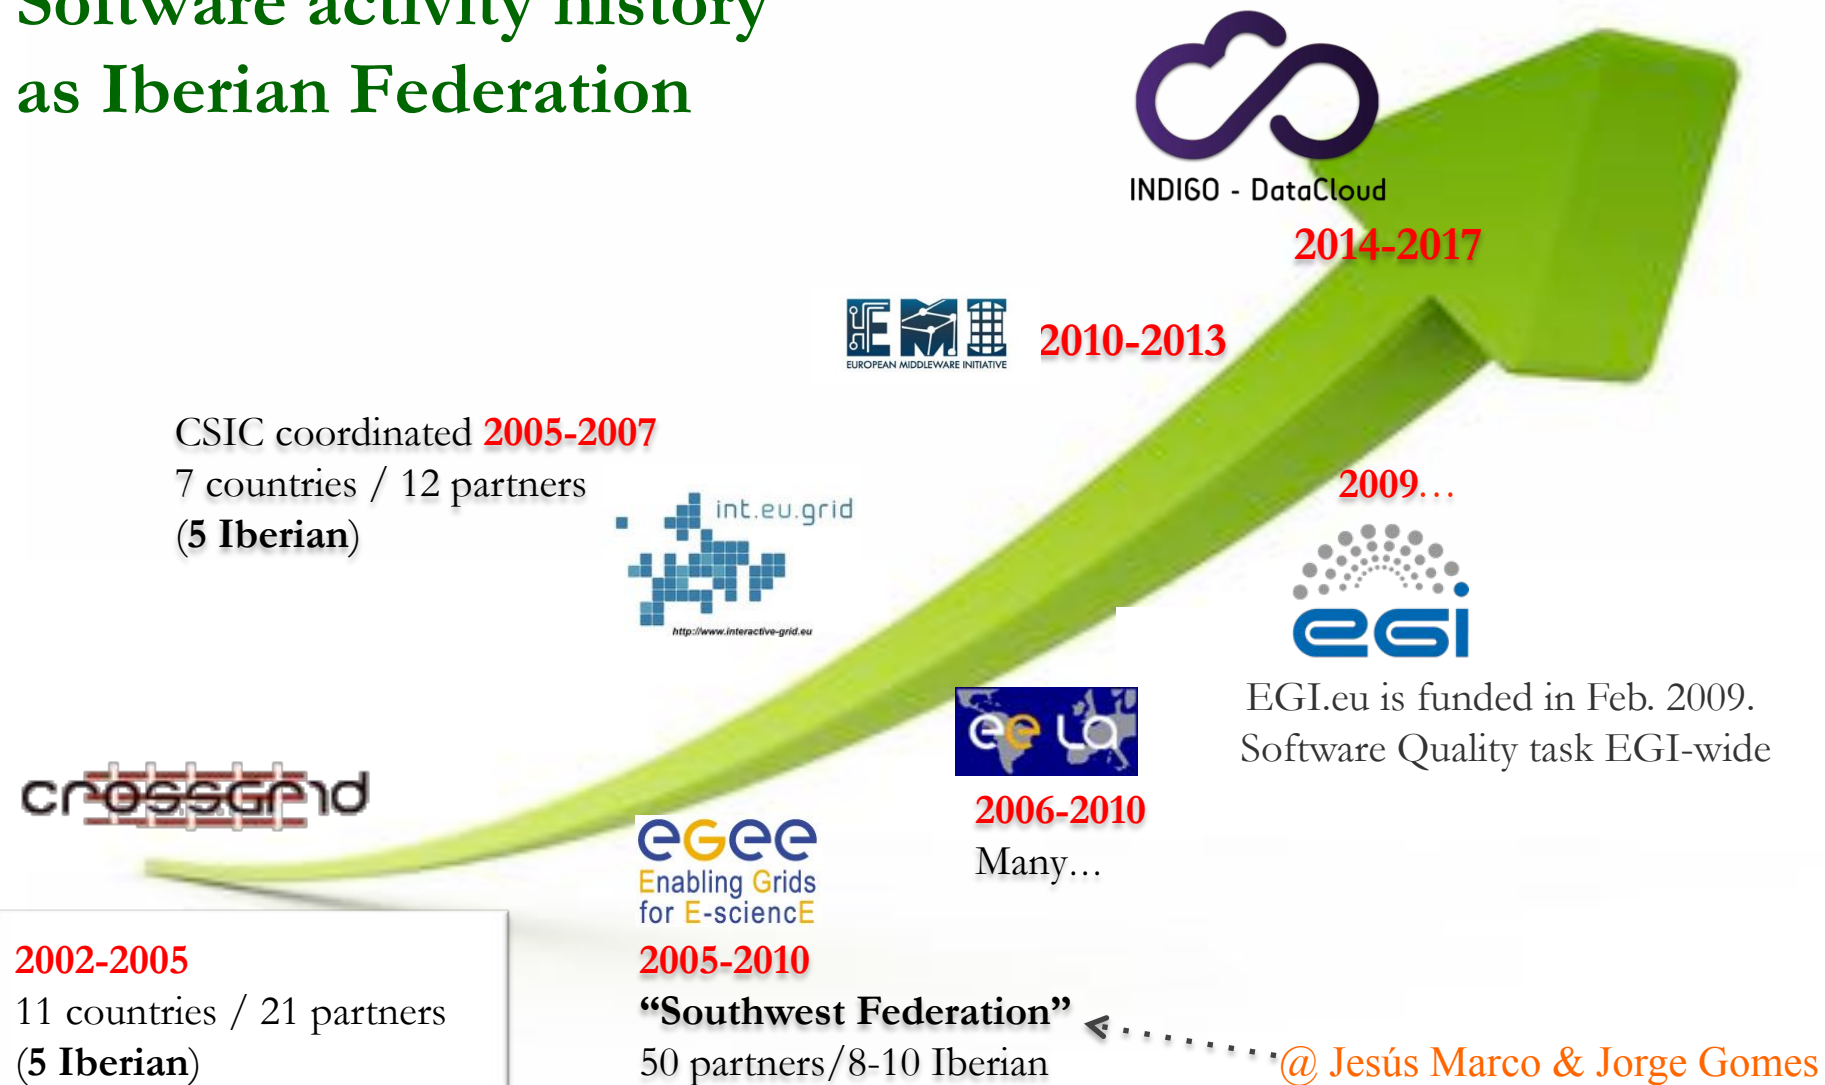 Software activity history
as Iberian Federation
INDIGO - DataCloud
2014-2017
EMI
EUROPEAN MIDDLEWARE INITIATIVE
2010-2013
CSIC coordinated 2005-2007
7 countries / 12 partners
(5 Iberian)
int.eu.grid
http://www.interactive-grid.eu
2009…
egi
EGI.eu is funded in Feb. 2009.
Software Quality task EGI-wide
ee La
2006-2010
Many…
crossGrid
2002-2005
11 countries / 21 partners
(5 Iberian)
eGee
Enabling Grids
for E-sciencE
2005-2010
“Southwest Federation”
50 partners/8-10 Iberian
@ Jesús Marco & Jorge Gomes